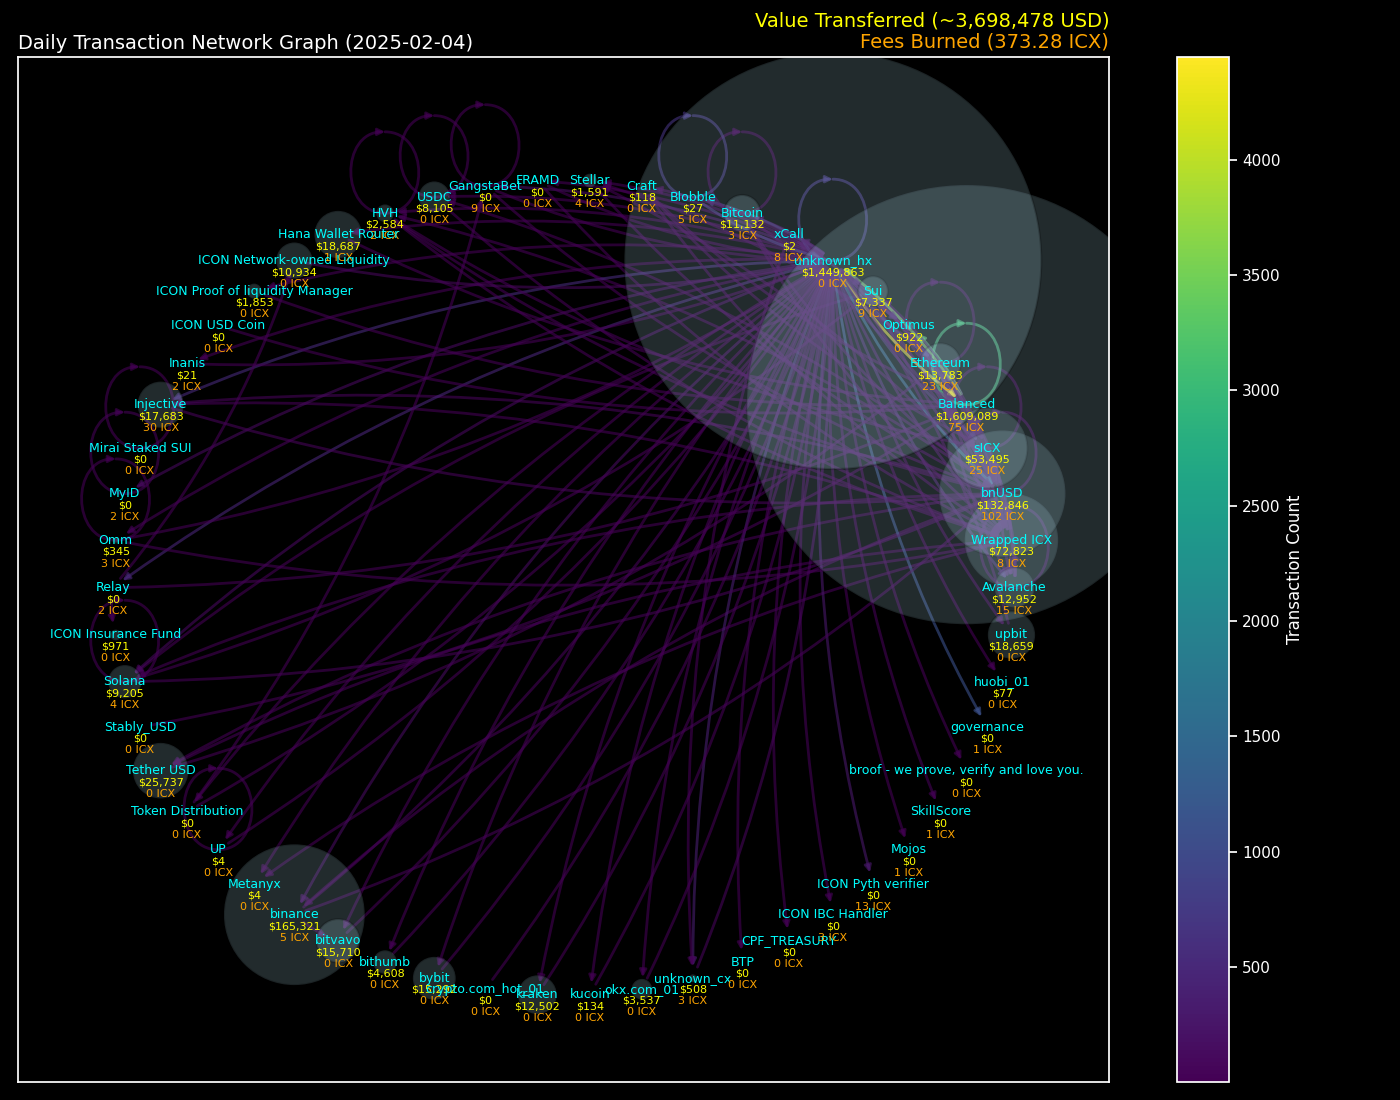 Value Transferred (~3,698,478 USD)
Daily Transaction Network Graph (2025-02-04)
Fees Burned (373.28 ICX)
FRAMD
$0
0 ICX
Stellar
$1,591
4 ICX
GangstaBet
$0
9 ICX
Craft
$118
0 ICX
USDC
$8,105
0 ICX
Blobble
$27
5 ICX
HVH
$2,584
Bitcoin
$11,132
3 ICX
Hana Wallet Router
$18,687
1 ICX
xCall
$2
8 ICX
ICON Network-owned Liquidity
$10,934
0 ICX
unknown_hx
$1,449,863
0 ICX
ICON Proof of liquidity Manager
$1,853
0 ICX
Sui
$7,337
9 ICX
ICON USD Coin
$0
0 ICX
Optimus
$922
0 ICX
Inanis
$21
2 ICX
Ethereum
$13,783
23 ICX
Injective
$17,683
30 ICX
Balanced
$1,609,089
75 ICX
Mirai Staked SUI
$0
0 ICX
sICX
$53,495
25 ICX
MyID
$0
2 ICX
bnUSD
$132,846
102 ICX
Omm
$345
3 ICX
Wrapped ICX
$72,823
8 ICX
Relay
$0
2 ICX
Avalanche
$12,952
15 ICX
ICON Insurance Fund
$971
0 ICX
upbit
$18,659
0 ICX
Solana
$9,205
4 ICX
huobi_01
$77
0 ICX
Stably_USD
$0
0 ICX
governance
$0
1 ICX
Tether USD
$25,737
0 ICX
broof - we prove, verify and love you.
$0
0 ICX
Token Distribution
$0
0 ICX
SkillScore
$0
1 ICX
UP
$4
0 ICX
Mojos
$0
1 ICX
Metanyx
$4
0 ICX
ICON Pyth verifier
$0
13 ICX
binance
$165,321
5 ICX
ICON IBC Handler
$0
bitvavo
$15,710
0 ICX
CPF_TREASURY
$0
0 ICX
bithumb
$4,608
0 ICX
BTP
$0
0 ICX
bybit
0 ICX
unknown_cx
$508
3 ICX
crypto.com_hot_01
$0
0 ICX
kraken
$12,502
0 ICX
kucoin
$134
0 ICX
okx.com_01
$3,537
0 ICX
4000
3500
3000
2500
2000
1500
1000
500
Transaction Count